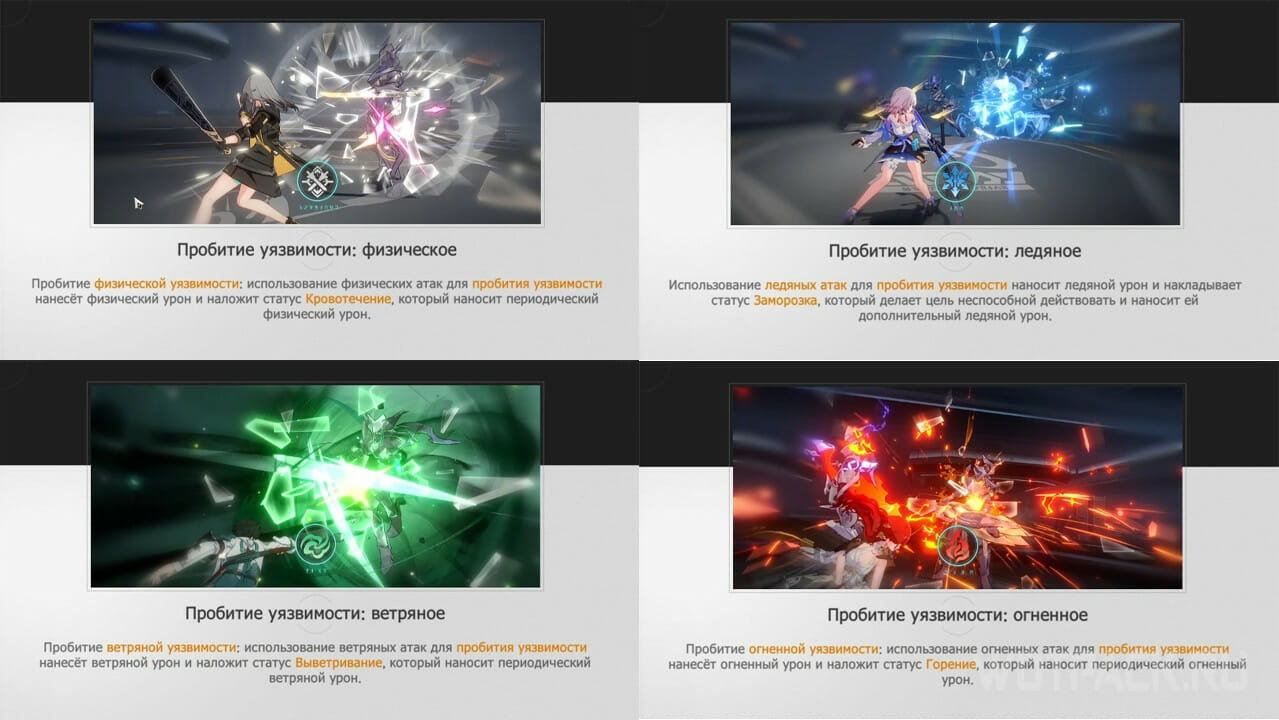 Пробитие уязвимости: физическое
Пробитие физической уязвимости: использование физических атак для пробития уязвимости
нанесёт физический урон и наложит статус Кровотечение, который наносит периодический
физический урон.
Пробитие уязвимости: ледяное
Использование ледяных атак для пробития уязвимости наносит ледяной урон и накладывает
статус Заморозка, который делает цель неспособной действовать и наносит ей
дополнительный ледяной урон.
Пробитие уязвимости: ветряное
Пробитие ветряной уязвимости: использование ветряных атак для пробития уязвимости
нанесёт ветряной урон и наложит статус Выветривание, который наносит периодический
ветряной урон.
Пробитие уязвимости: огненное
Пробитие огненной уязвимости: использование огненных атак для пробития уязвимости
нанесёт огненный урон и наложит статус Горение, который наносит периодический огненный
урон.
WOTPACK.RU